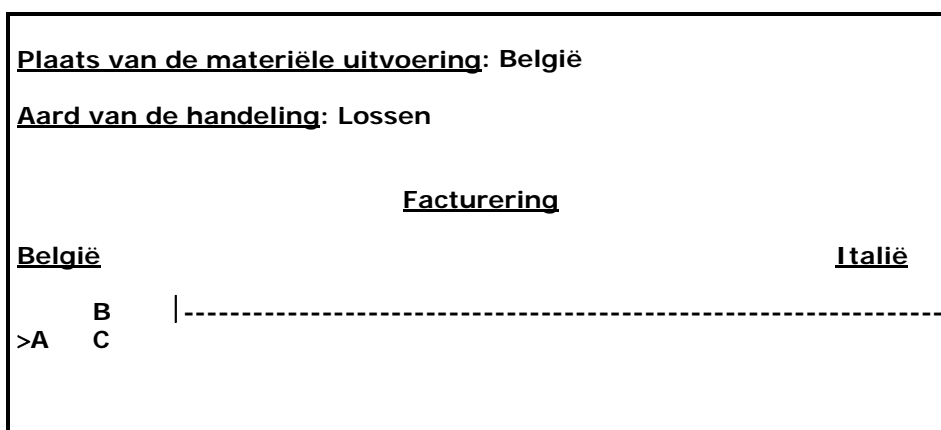 Plaats van de materiële uitvoering: België
Aard van de handeling: Lossen
Facturering
België Italië
B |------------------------------------------------------------------
>A C